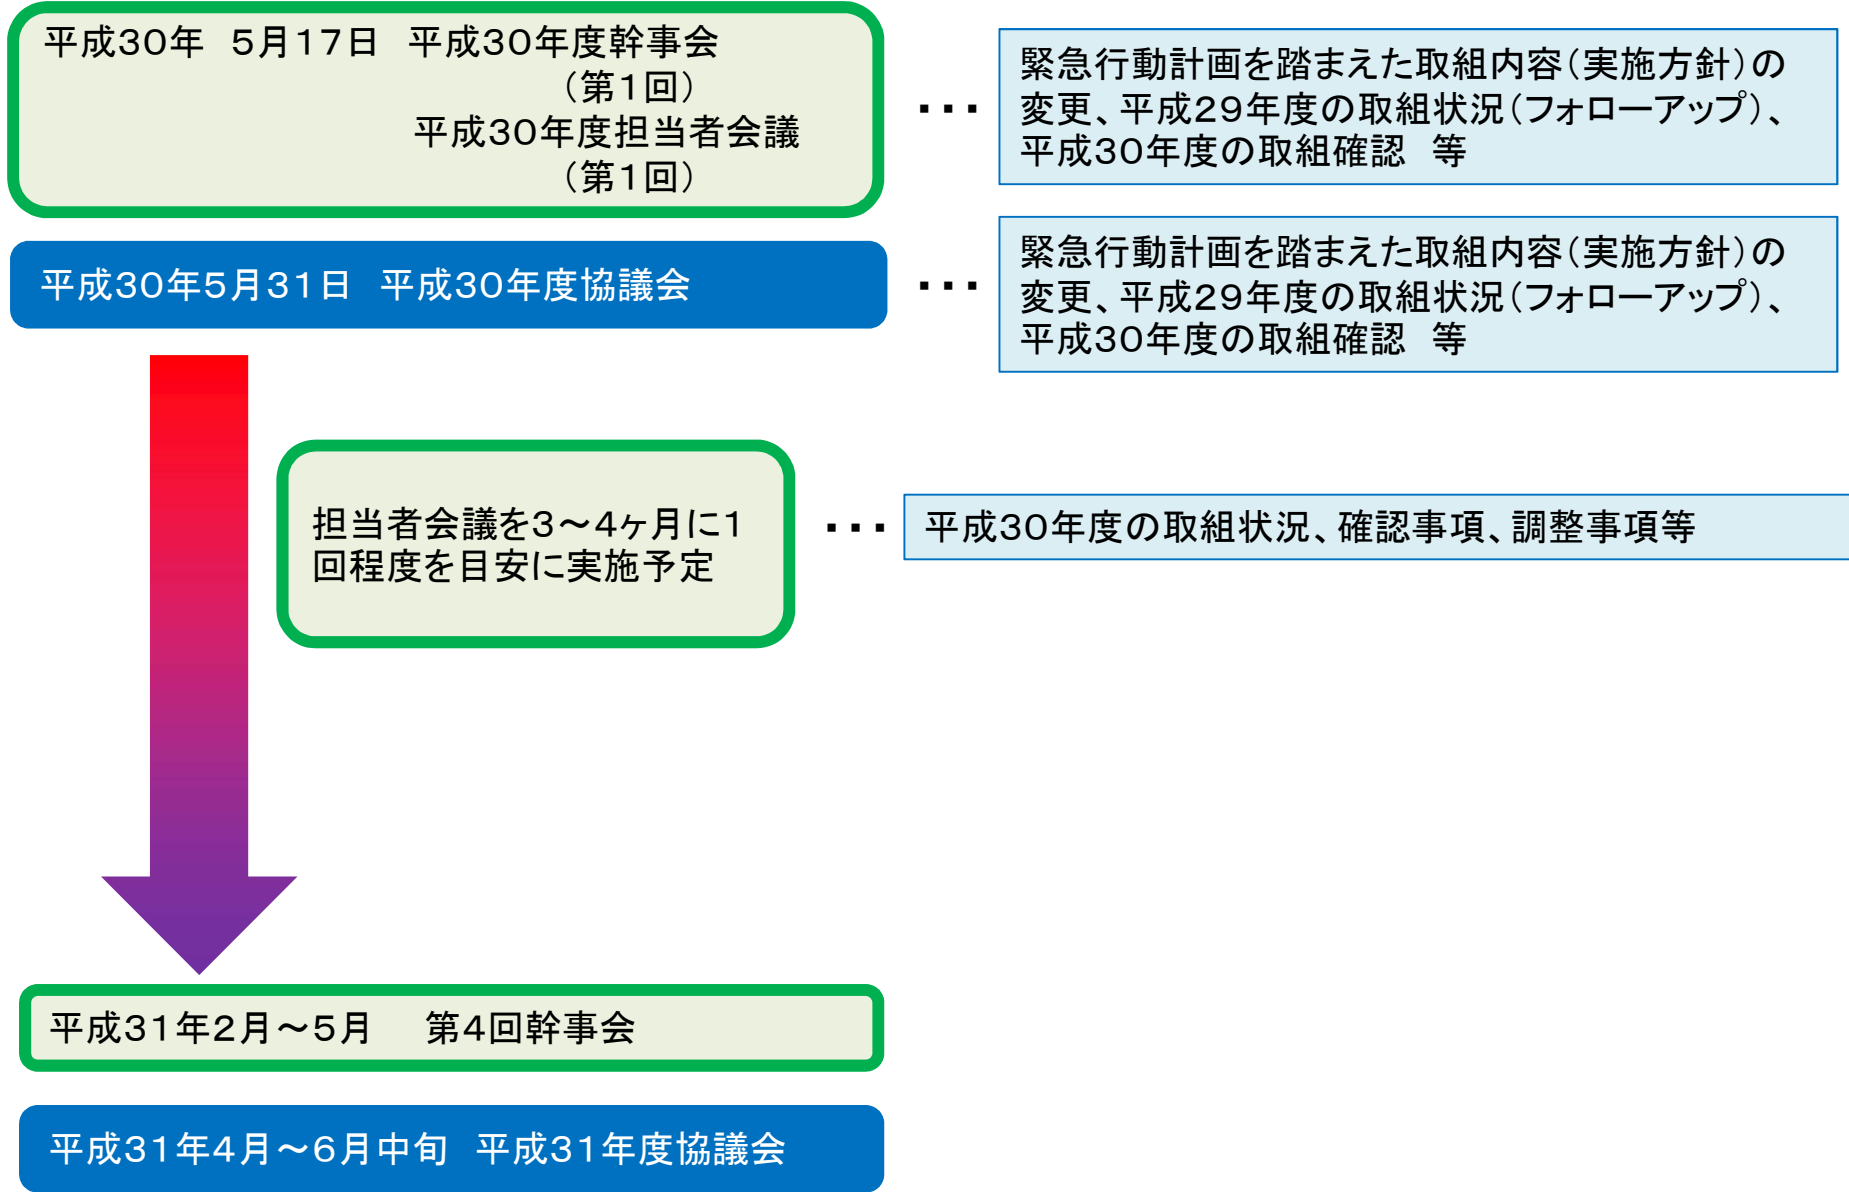 平成30年　5月17日　平成30年度幹事会
（第1回）
平成30年度担当者会議
（第1回）
･･･
緊急行動計画を踏まえた取組内容（実施方針）の
変更、平成29年度の取組状況（フォローアップ）、
平成30年度の取組確認　等
平成30年5月31日　平成30年度協議会
･･･
緊急行動計画を踏まえた取組内容（実施方針）の
変更、平成29年度の取組状況（フォローアップ）、
平成30年度の取組確認　等
担当者会議を3～4ヶ月に1
回程度を目安に実施予定
･･･
平成30年度の取組状況、確認事項、調整事項等
平成31年2月～5月　 第4回幹事会
平成31年4月～6月中旬　平成31年度協議会